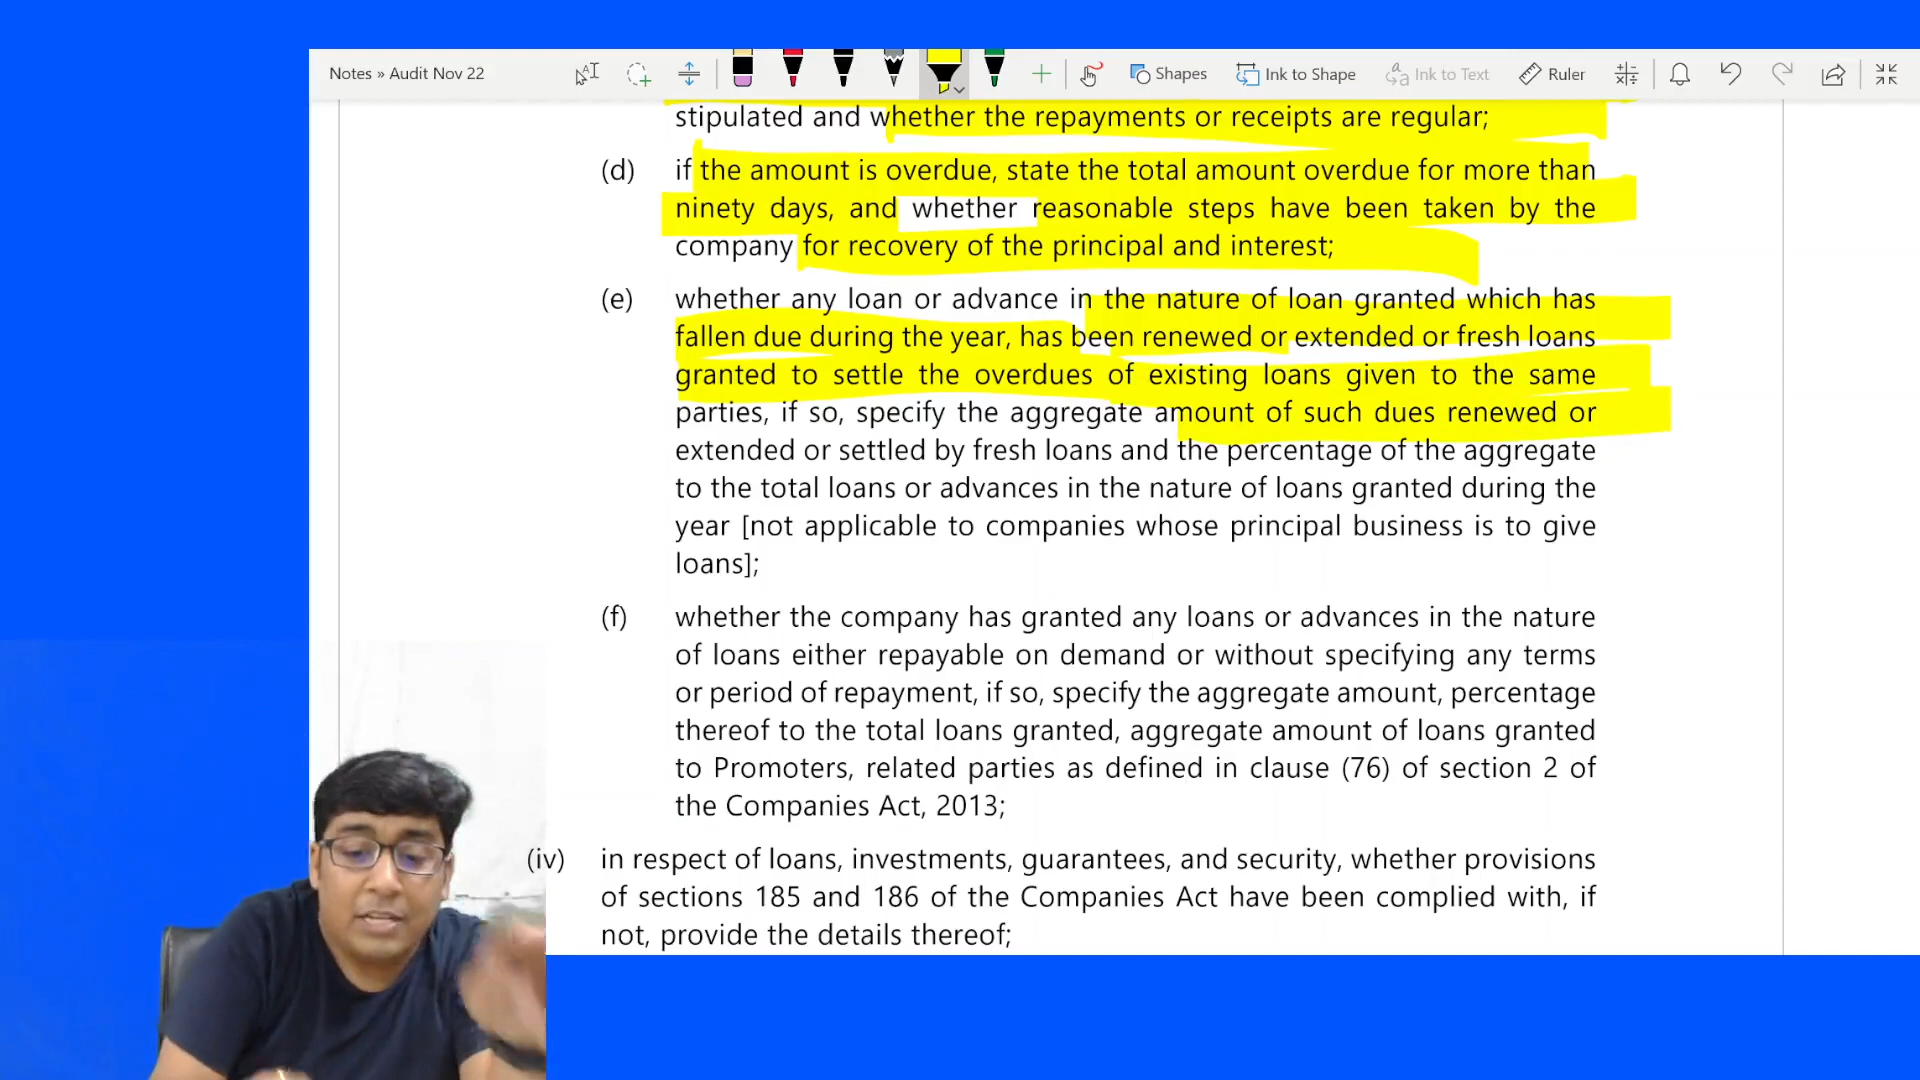 Notes » Audit Nov 22
Shapes
Ink to Shape
Ink to Text
Ruler
stipulated and whether the repayments or receipts are regular;
(d) if the amount is overdue, state the total amount overdue for more than
ninety days, and whether reasonable steps have been taken by the
company for recovery of the principal and interest;
(e) whether any loan or advance in the nature of loan granted which has
fallen due during the year, has been renewed or extended or fresh loans
granted to settle the overdues of existing loans given to the same
parties, if so, specify the aggregate amount of such dues renewed or
extended or settled by fresh loans and the percentage of the aggregate
to the total loans or advances in the nature of loans granted during the
year [not applicable to companies whose principal business is to give
loans];
(f) whether the company has granted any loans or advances in the nature
of loans either repayable on demand or without specifying any terms
or period of repayment, if so, specify the aggregate amount, percentage
thereof to the total loans granted, aggregate amount of loans granted
to Promoters, related parties as defined in clause (76) of section 2 of
the Companies Act, 2013;
(iv) in respect of loans, investments, guarantees, and security, whether provisions
of sections 185 and 186 of the Companies Act have been complied with, if
not, provide the details thereof;